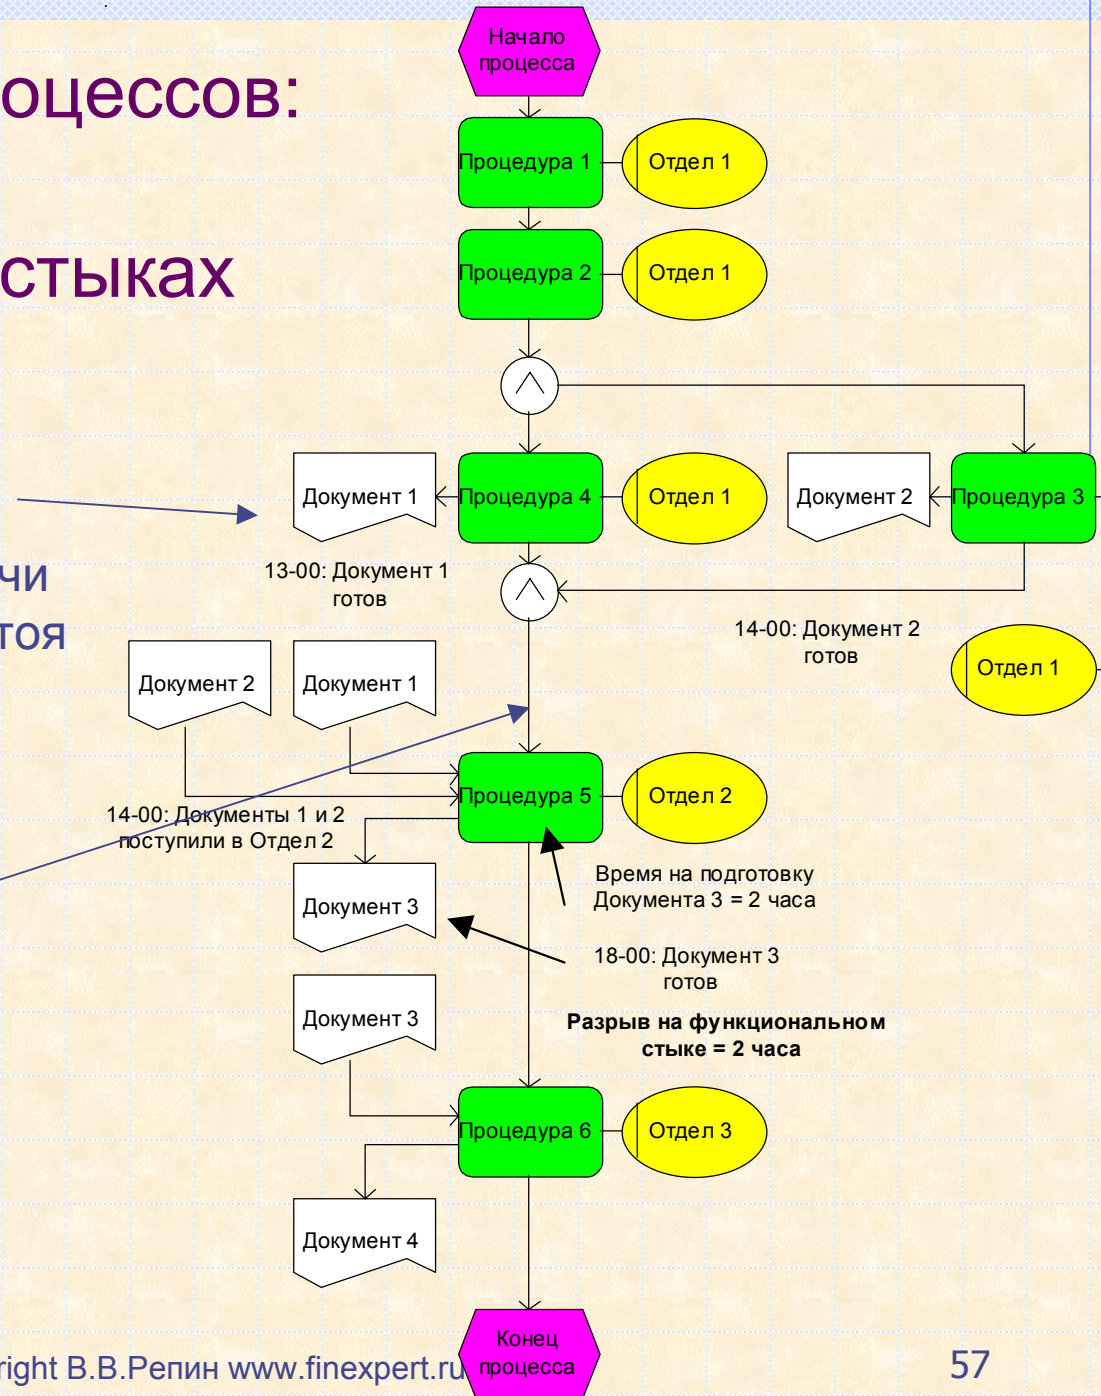 Начало
процесса
оцессов:
Процедура 1
Отдел 1
стыках
Процедура 2
Отдел 1
Документ 1
Процедура 4
Отдел 1
Документ 2
Процедура 3
13-00: Документ 1
готов
чи
тоя
14-00: Документ 2
готов
Отдел 1
Документ 2
Документ 1
Процедура 5
Отдел 2
14-00: Документы 1 и 2
поступили в Отдел 2
Время на подготовку
Документа 3 = 2 часа
Документ 3
18-00: Документ 3
готов
Документ 3
Разрыв на функциональном
стыке = 2 часа
Процедура 6
Отдел 3
Документ 4
Конец
процесса
right В.В.Репин www.finexpert.ru
57